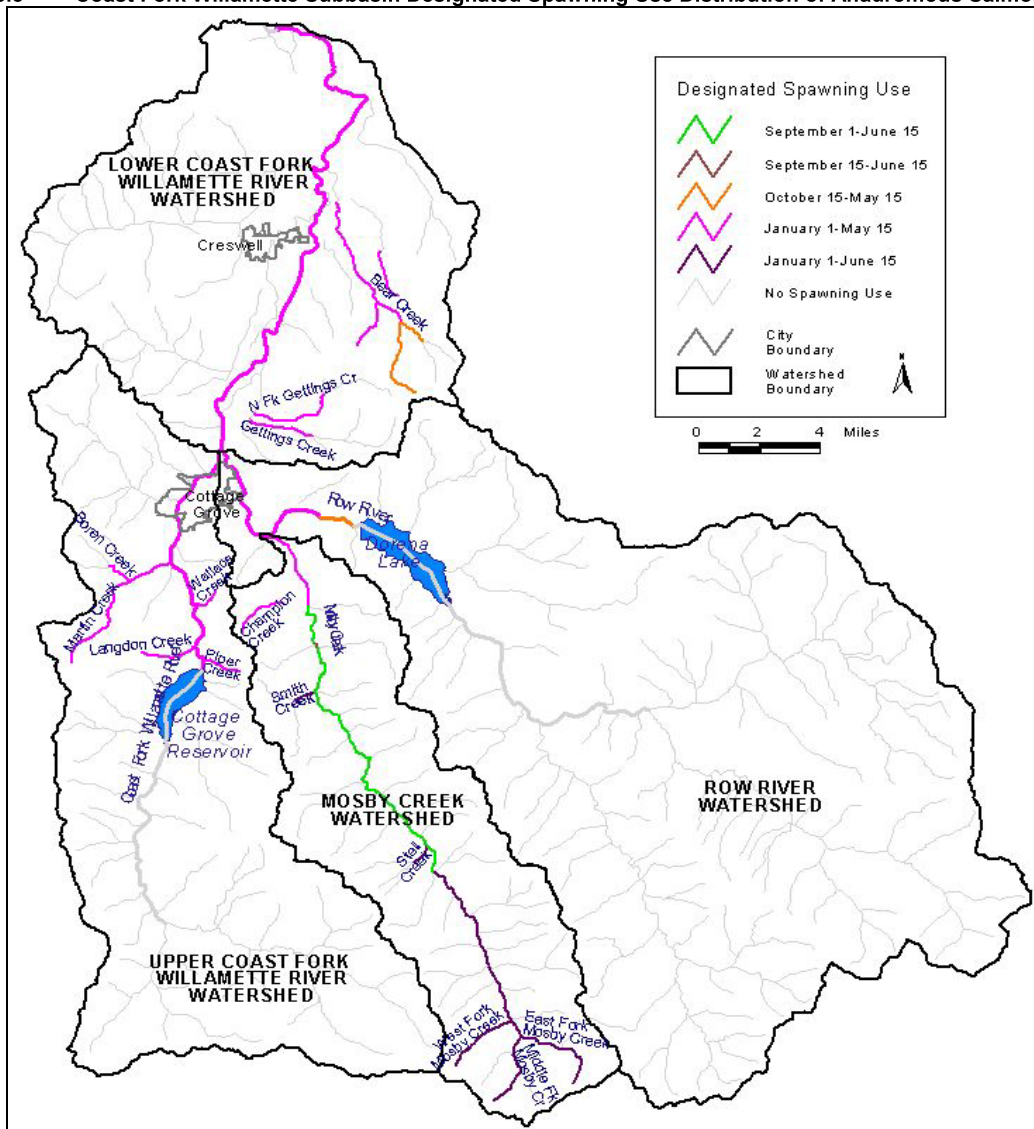 Coast Fork Willamette Subbasin Designated Spawning Use Distribution of Anadromous
Designated Spawning Use
September 1-June 15
September 15-June 15
October 15-May 15
January 1-May 15
January 1-June 15
No Spawning Use
City
Boundary
Watershed
Boundary
N
0 2 4 Miles
LOWER COAST FORK
WILLAMETTE RIVER
WATERSHED
Creswell
Bear Creek
N Fk Gettings Cr
Gettings Creek
Cottage
Grove
Row River
Dorena
Lake
Boren Creek
Wallace
Creek
Martin Creek
Champion
Creek
Langdon Creek
Piper
Creek
Smith
Creek
Coast Fork Willamette River
Cottage
Grove
Reservoir
MOSBY CREEK
WATERSHED
ROW RIVER
WATERSHED
Stell
Creek
UPPER COAST FORK
WILLAMETTE RIVER
WATERSHED
West Fork
Mosby Creek
East Fork
Mosby Creek
Middle Fk
Mosby Cr